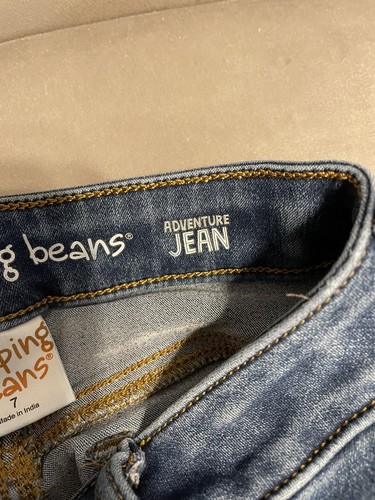 g beans®
ADVENTURE
JEAN
ping
eans®
7
Made in India